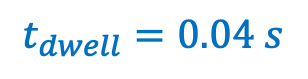 t_dwell = 0.04 s